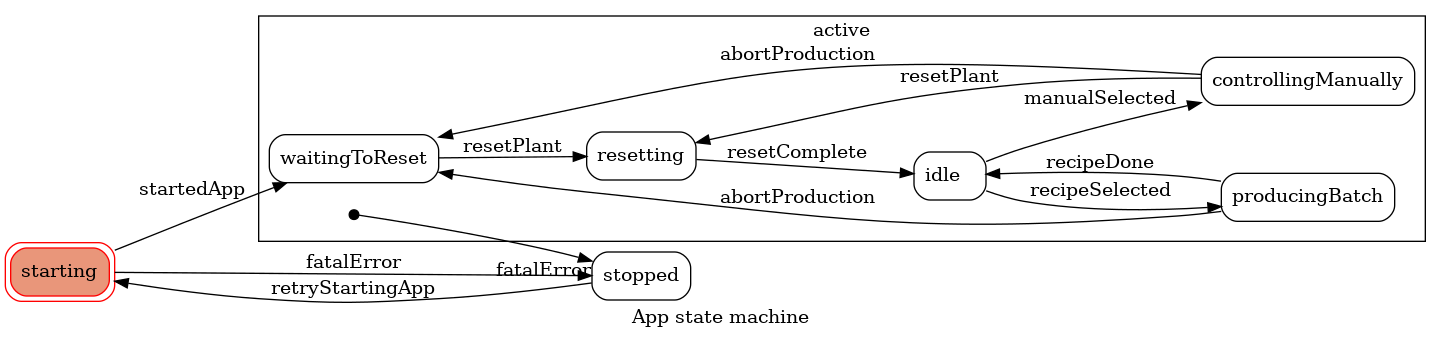 active
abortProduction
resetPlant
controllingManually
manualSelected
waitingToReset
resetPlant
resetting
resetComplete
idle
recipeDone
recipeSelected
producingBatch
abortProduction
startedApp
starting
fatalError
fatalError
stopped
retryStartingApp
App state machine